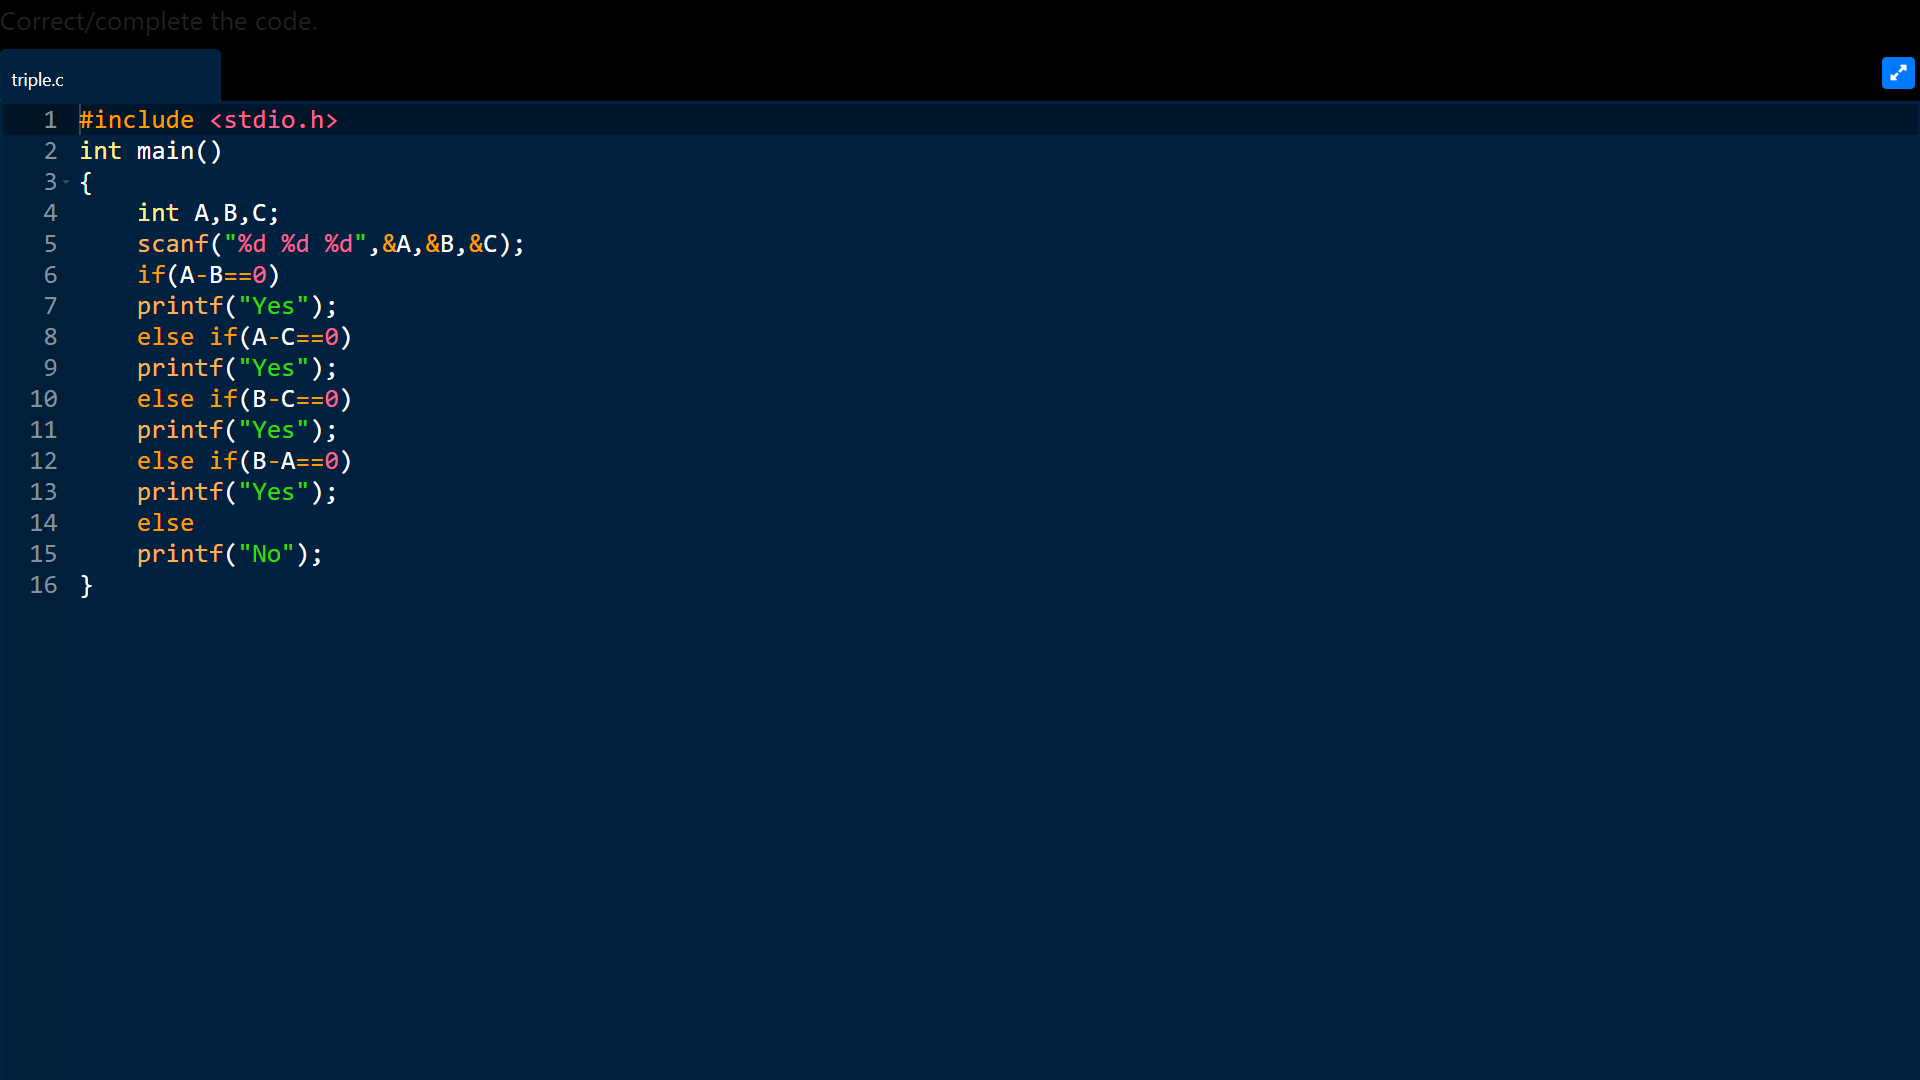 Correct/complete the code.
triple.c
1 #include <stdio.h>
2 int main()
3 {
4     int A,B,C;
5     scanf("%d %d %d",&A,&B,&C);
6     if(A-B==0)
7     printf("Yes");
8     else if(A-C==0)
9     printf("Yes");
10     else if(B-C==0)
11     printf("Yes");
12     else if(B-A==0)
13     printf("Yes");
14     else
15     printf("No");
16 }